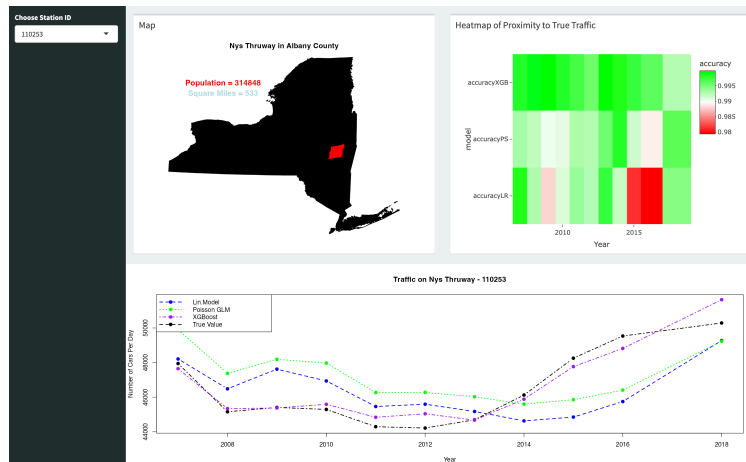 Choose Station ID
110253
Map
Nys Thruway in Albany County
Population = 314848
Square Miles = 533
Heatmap of Proximity to True Traffic
accuracy
accuracyXGB
accuracyPS
accuracyLR
model
0.995
0.99
0.985
0.98
2010
2015
Year
Traffic on Nys Thruway - 110253
Lin.Model
Poisson GLM
XGBoost
True Value
Number of Cars Per Day
50000
48000
46000
44000
2008
2010
2012
2014
2016
2018
Year